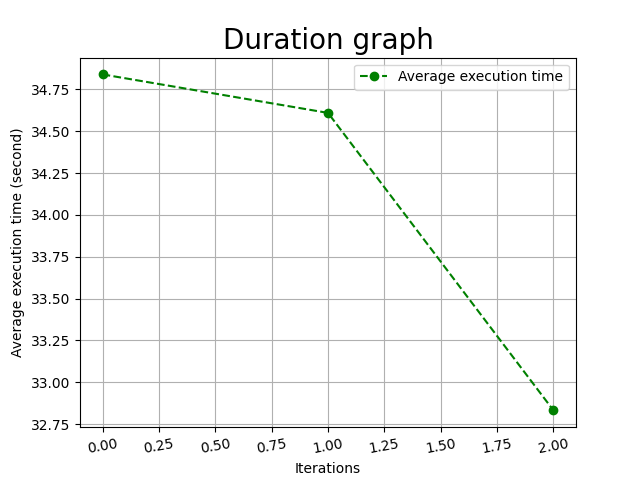 Duration graph
Average execution time
34.75
34.50
34.25
34.00
33.75
33.50
33.25
33.00
32.75
Average execution time (second)
0.00 0.25 0.50 0.75 1.00 1.25 1.50 1.75 2.00
Iterations